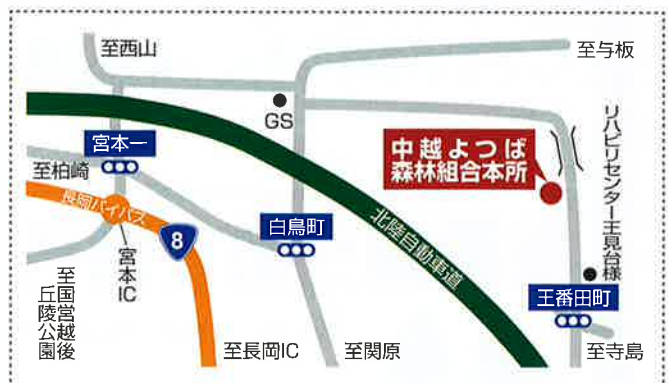 至西山
至与板
GS
宮本一
至柏崎
中越よつば
森林組合本所
リハビリセンター王見台様
長岡バイパス
8
白鳥町
北陸自動車道
宮本IC
至国営越後
丘陵公園
王番田町
至長岡IC
至関原
至寺島